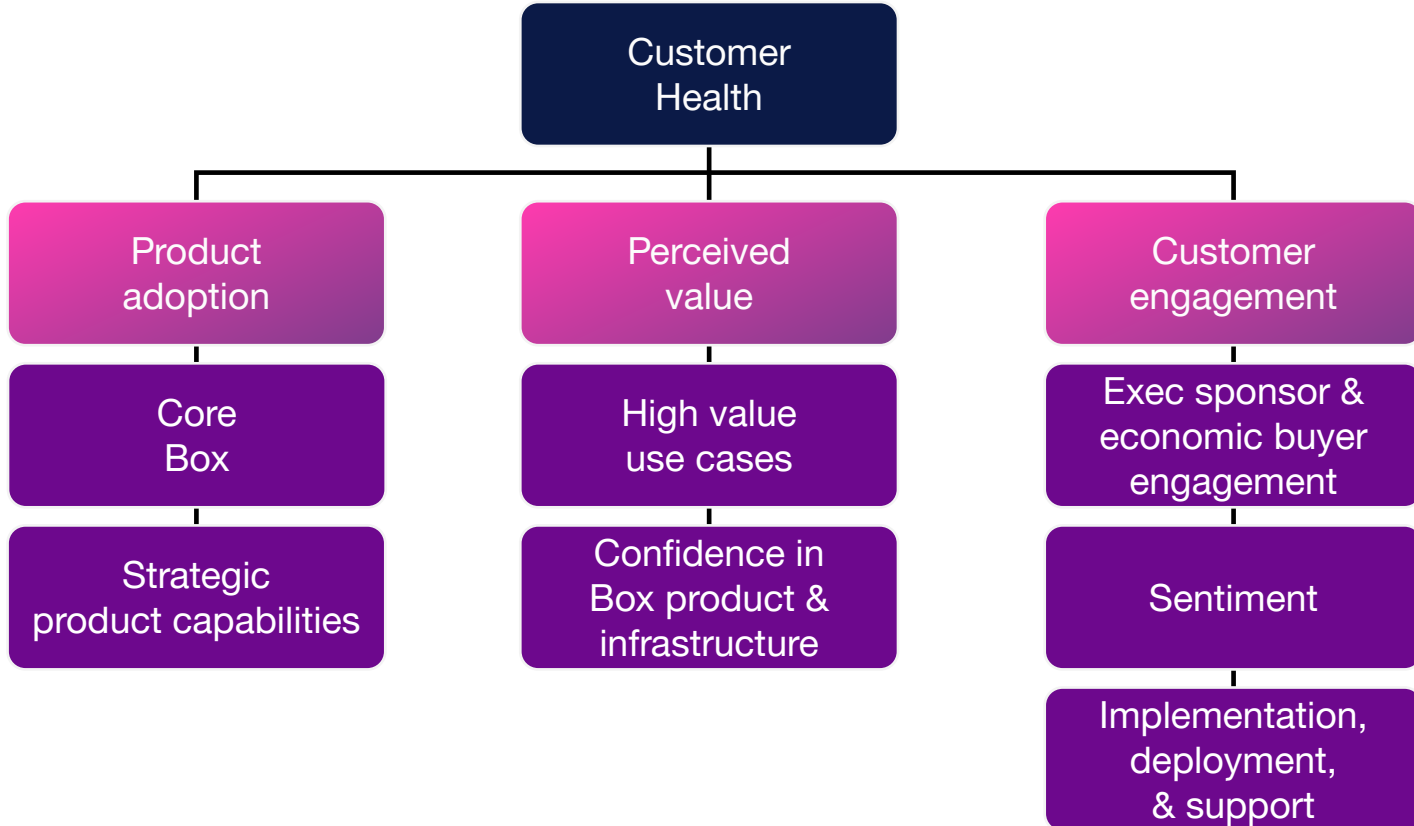 Customer
Health
Product
adoption
Perceived
value
Customer
engagement
Core
Box
High value
use cases
Exec sponsor &
economic buyer
engagement
Strategic
product capabilities
Confidence in
Box product &
infrastructure
Sentiment
Implementation,
deployment,
& support